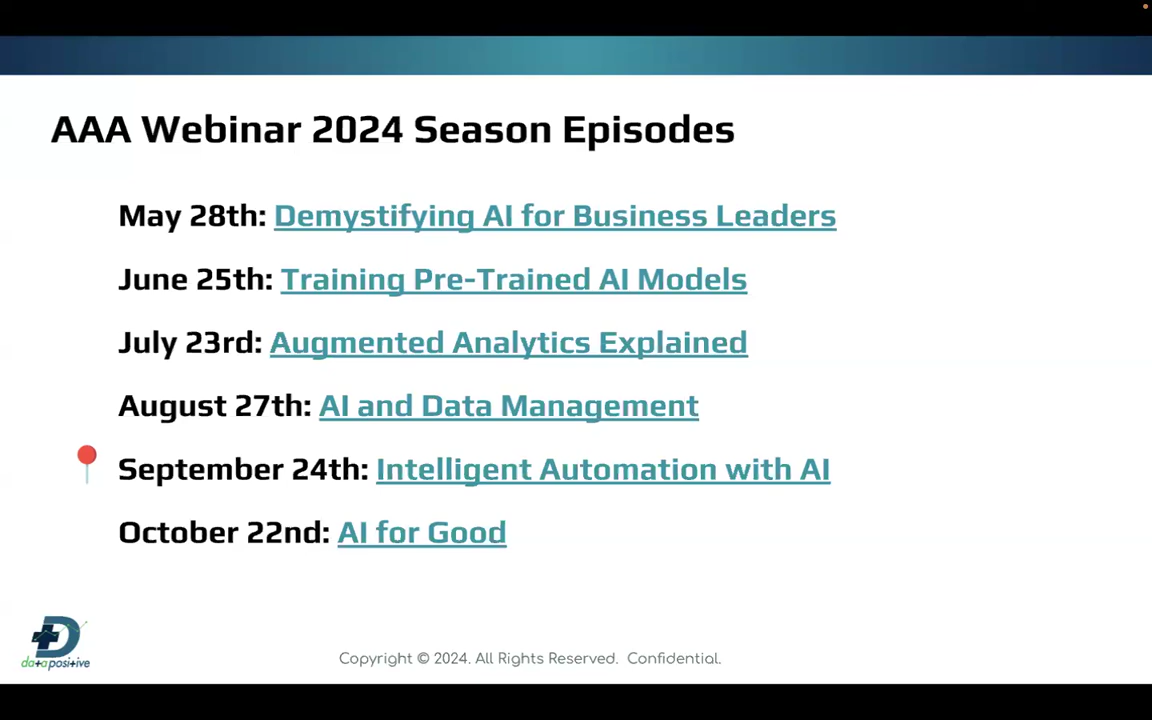 AAA Webinar 2024 Season Episodes
May 28th: Demystifying AI for Business Leaders
June 25th: Training Pre-Trained AI Models
July 23rd: Augmented Analytics Explained
August 27th: AI and Data Management
September 24th: Intelligent Automation with AI
October 22nd: AI for Good
data positive
Copyright © 2024. All Rights Reserved. Confidential.